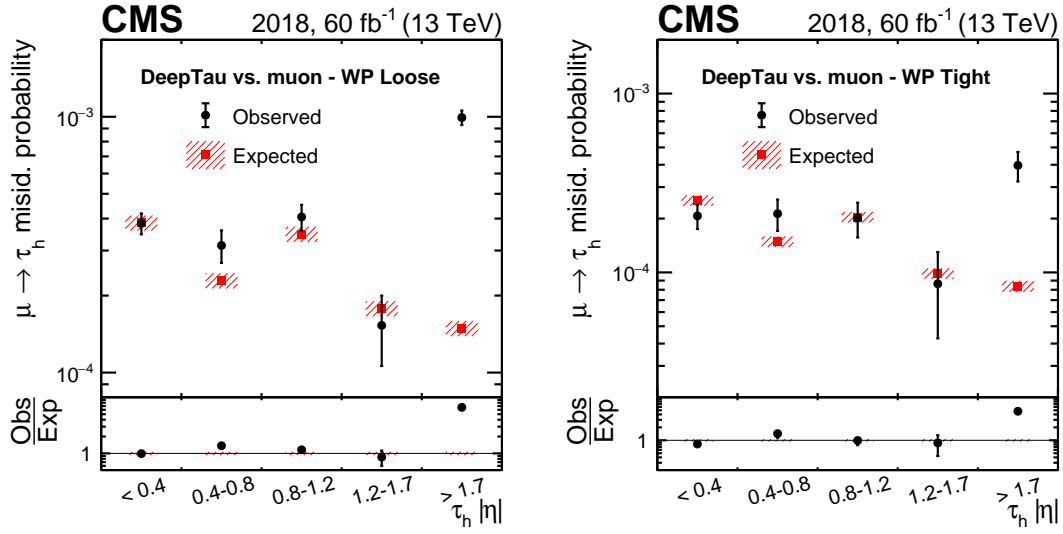 CMS 2018, 60 fb⁻¹ (13 TeV)
DeepTau vs. muon - WP Loose
Observed
Expected
μ → τ_h misid. probability
10⁻³
10⁻⁴
Obs
Exp
1
< 0.4 0.4-0.8 0.8-1.2 1.2-1.7 > 1.7
τ_h |η|
CMS 2018, 60 fb⁻¹ (13 TeV)
DeepTau vs. muon - WP Tight
Observed
Expected
μ → τ_h misid. probability
10⁻³
10⁻⁴
Obs
Exp
1
< 0.4 0.4-0.8 0.8-1.2 1.2-1.7 > 1.7
τ_h |η|